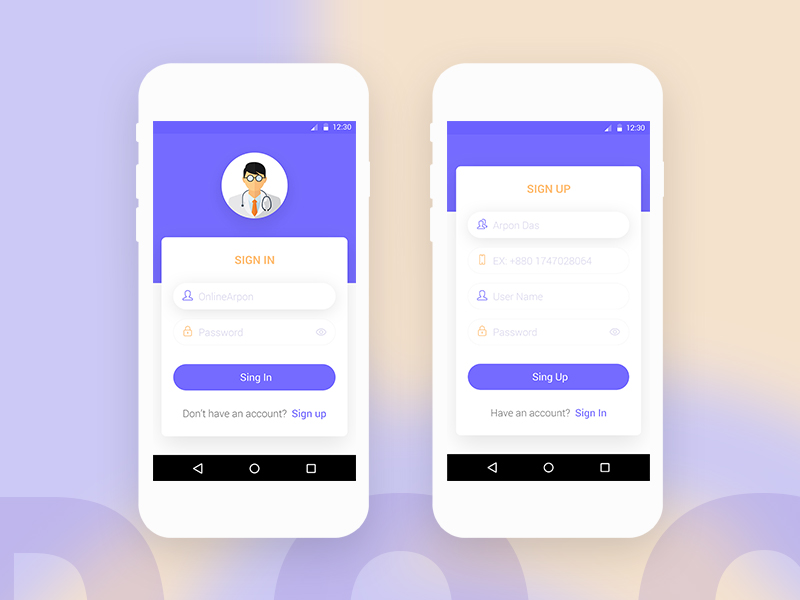 12:30
SIGN IN
OnlineArpon
Password
Sing In
Don't have an account? Sign up
12:30
SIGN UP
Arpon Das
EX: +880 1747028064
User Name
Password
Sing Up
Have an account? Sign In
DOO